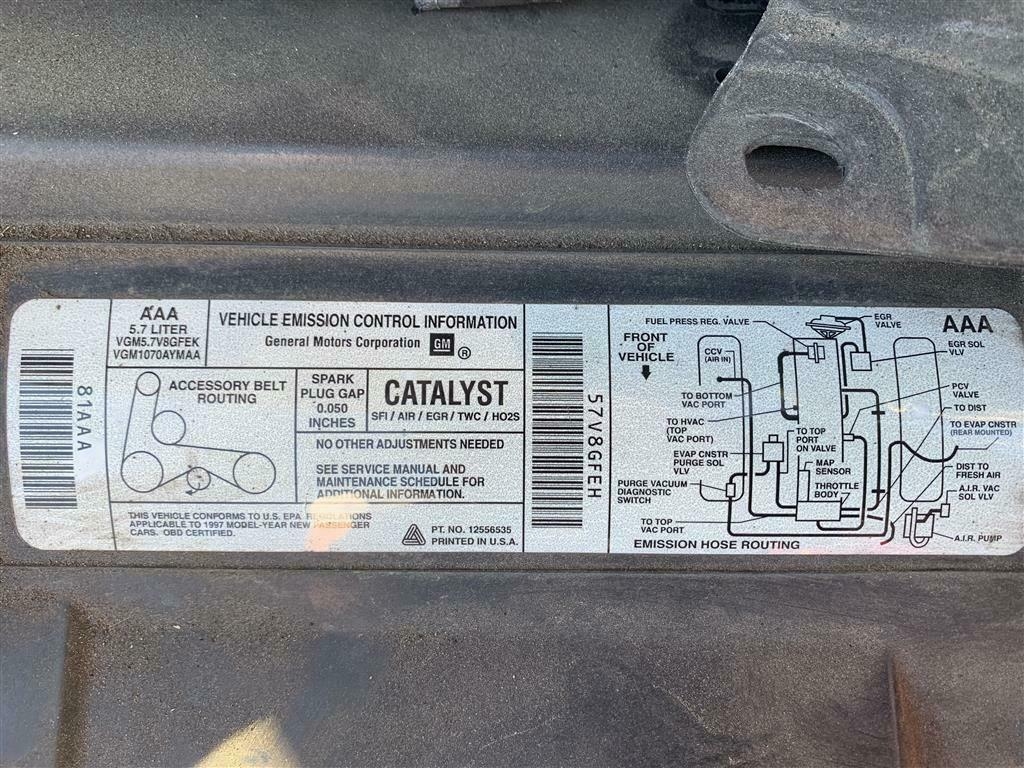 81AAA
AAA
5.7 LITER
VGM5.7V8GFEK
VGM1070AYMAA
VEHICLE EMISSION CONTROL INFORMATION
General Motors Corporation GM ®
ACCESSORY BELT
ROUTING
SPARK
PLUG GAP
0.050
INCHES
CATALYST
SFI / AIR / EGR / TWC / HO2S
NO OTHER ADJUSTMENTS NEEDED
SEE SERVICE MANUAL AND
MAINTENANCE SCHEDULE FOR
ADDITIONAL INFORMATION.
THIS VEHICLE CONFORMS TO U.S. EPA REGULATIONS
APPLICABLE TO 1997 MODEL-YEAR NEW PASSENGER
CARS. OBD CERTIFIED.
PT. NO. 12556535
PRINTED IN U.S.A.
57V8GFEH
FRONT
OF
VEHICLE
FUEL PRESS REG. VALVE
EGR
VALVE
AAA
CCV
(AIR IN)
EGR SOL
VLV
TO BOTTOM
VAC PORT
PCV
VALVE
TO DIST
TO HVAC
(TOP
VAC PORT)
TO TOP
PORT
ON VALVE
TO EVAP CNSTR
(REAR MOUNTED)
EVAP CNSTR
PURGE SOL
VLV
MAP
SENSOR
DIST TO
FRESH AIR
PURGE VACUUM
DIAGNOSTIC
SWITCH
THROTTLE
BODY
A.I.R. VAC
SOL VLV
TO TOP
VAC PORT
A.I.R. PUMP
EMISSION HOSE ROUTING